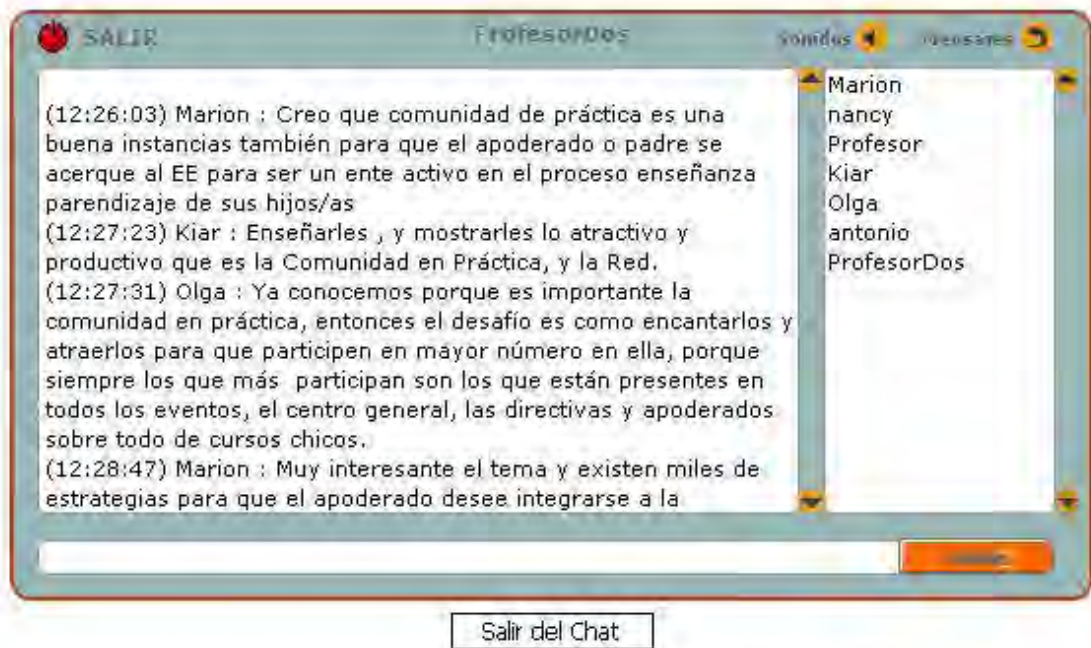 SALIR
ProfesorDos
Sonidos
(12:26:03) Marion : Creo que comunidad de práctica es una
buena instancias también para que el apoderado o padre se
acerque al EE para ser un ente activo en el proceso enseñanza
parendizaje de sus hijos/as
(12:27:23) Kiar : Enseñarles , y mostrarles lo atractivo y
productivo que es la Comunidad en Práctica, y la Red.
(12:27:31) Olga : Ya conocemos porque es importante la
comunidad en práctica, entonces el desafío es como encantarlos y
atraerlos para que participen en mayor número en ella, porque
siempre los que más participan son los que están presentes en
todos los eventos, el centro general, las directivas y apoderados
sobre todo de cursos chicos.
(12:28:47) Marion : Muy interesante el tema y existen miles de
estrategias para que el apoderado desee integrarse a la
Marion
nancy
Profesor
Kiar
Olga
antonio
ProfesorDos
Salir del Chat